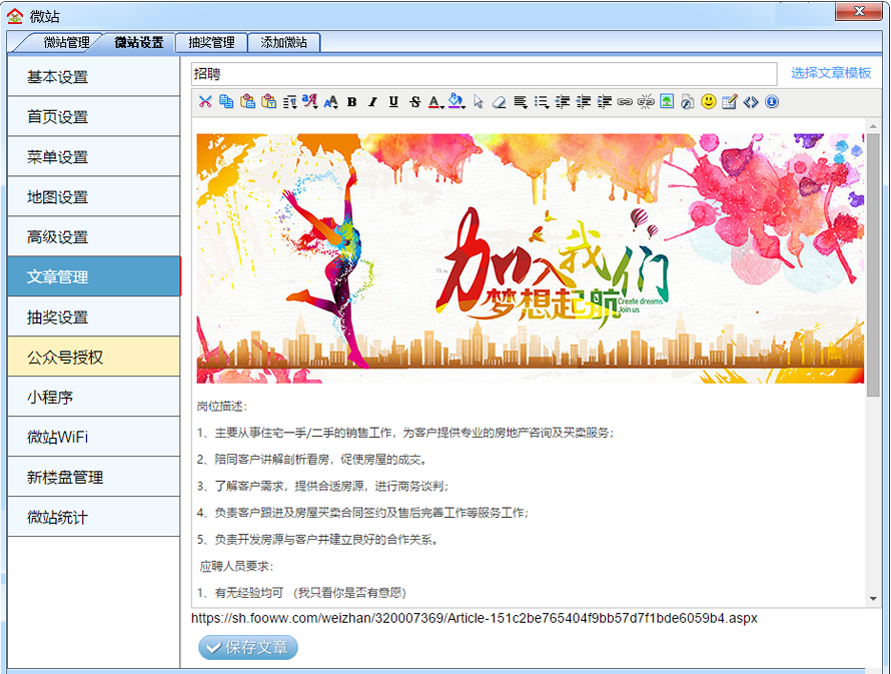 微站
微站管理 微站设置 抽奖管理 添加微站
基本设置
首页设置
菜单设置
地图设置
高级设置
文章管理
抽奖设置
公众号授权
小程序
微站WiFi
新楼盘管理
微站统计
招聘 选择文章模板
加入我们
梦想起航
Create dreams
Join us
岗位描述：
1、主要从事住宅一手/二手的销售工作，为客户提供专业的房地产咨询及买卖服务；
2、陪同客户讲解剖析看房，促使房屋的成交。
3、了解客户需求，提供合适房源，进行商务谈判；
4、负责客户跟进及房屋买卖合同签约及售后完善工作等服务工作；
5、负责开发房源与客户并建立良好的合作关系。
应聘人员要求：
1、有无经验均可 （我只看你是否有意愿）
https://sh.fooww.com/weizhan/320007369/Article-151c2be765404f9bb57d7f1bde6059b4.aspx
保存文章